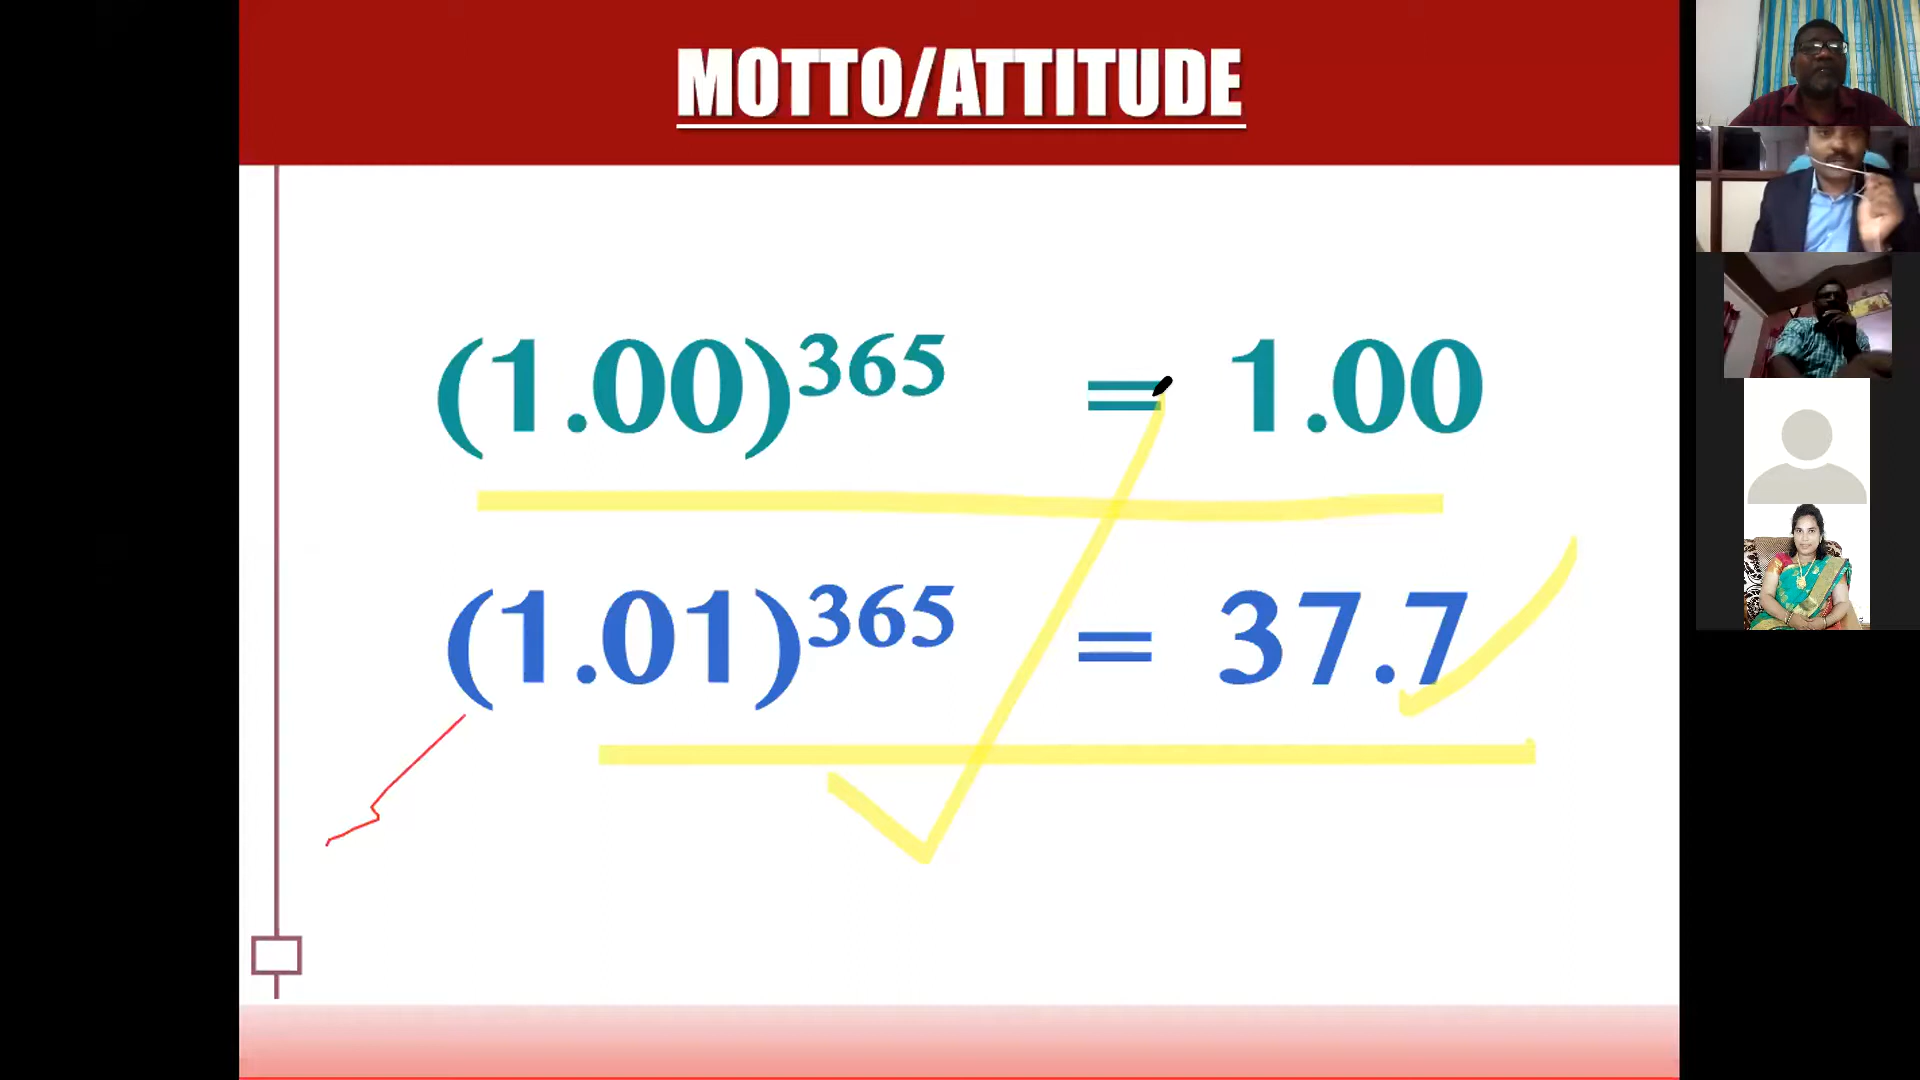 MOTTO/ATTITUDE
(1.00)³⁶⁵ = 1.00
(1.01)³⁶⁵ = 37.7